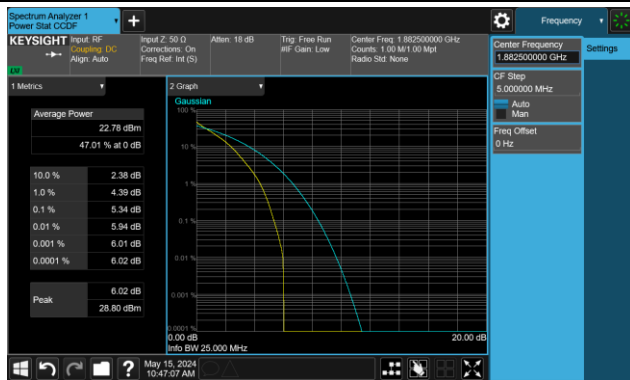 Spectrum Analyzer 1
Power Stat CCDF
Frequency
KEYSIGHT
Input: RF
Coupling: DC
Align: Auto
Input Z: 50 Ω
Corrections: On
Freq Ref: Int (S)
Atten: 18 dB
Trig: Free Run
#IF Gain: Low
Center Freq: 1.882500000 GHz
Counts: 1.00 M/1.00 Mpt
Radio Std: None
Center Frequency
1.882500000 GHz
Settings
CF Step
5.000000 MHz
Auto
Man
Freq Offset
0 Hz
1 Metrics
Average Power
22.78 dBm
47.01 % at 0 dB
10.0 % 2.38 dB
1.0 % 4.39 dB
0.1 % 5.34 dB
0.01 % 5.94 dB
0.001 % 6.01 dB
0.0001 % 6.02 dB
Peak
6.02 dB
28.80 dBm
2 Graph
Gaussian
100 %
10 %
1 %
0.1 %
0.01 %
0.001 %
0.0001 %
0.00 dB
20.00 dB
Info BW 25.000 MHz
May 15, 2024
10:47:07 AM